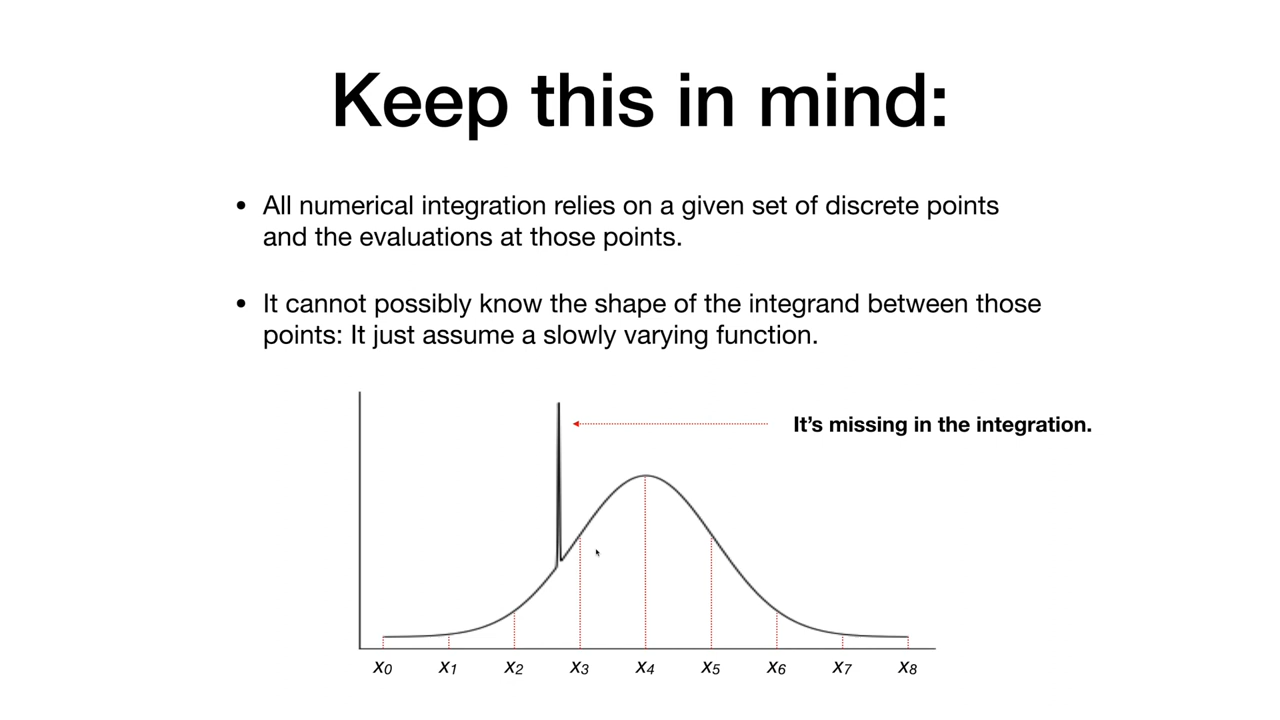 Keep this in mind:
• All numerical integration relies on a given set of discrete points
and the evaluations at those points.
• It cannot possibly know the shape of the integrand between those
points: It just assume a slowly varying function.
It's missing in the integration.
x0 x1 x2 x3 x4 x5 x6 x7 x8